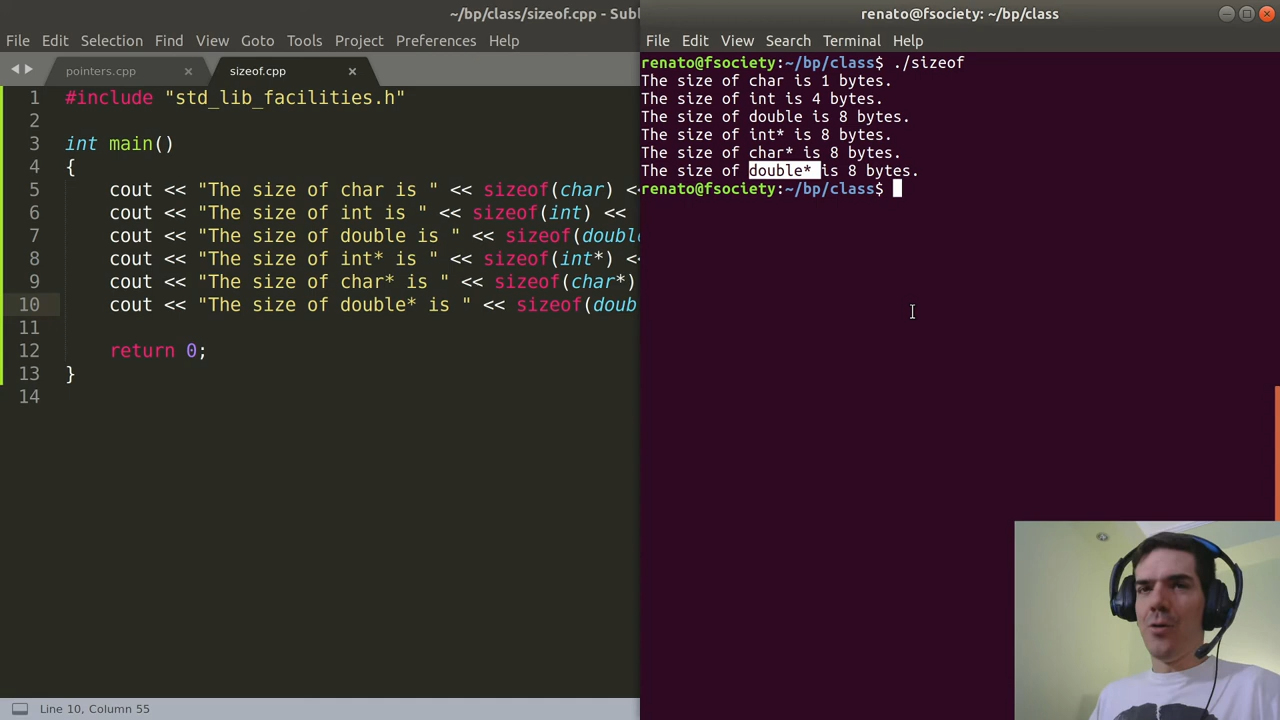 ~/bp/class/sizeof.cpp - Subl
File Edit Selection Find View Goto Tools Project Preferences Help
pointers.cpp × sizeof.cpp ×
1 #include "std_lib_facilities.h"
2
3 int main()
4 {
5 cout << "The size of char is " << sizeof(char) <<
6 cout << "The size of int is " << sizeof(int) <<
7 cout << "The size of double is " << sizeof(double
8 cout << "The size of int* is " << sizeof(int*) <<
9 cout << "The size of char* is " << sizeof(char*)
10 cout << "The size of double* is " << sizeof(doub
11
12 return 0;
13 }
14
Line 10, Column 55
renato@fsociety: ~/bp/class
File Edit View Search Terminal Help
renato@fsociety:~/bp/class$ ./sizeof
The size of char is 1 bytes.
The size of int is 4 bytes.
The size of double is 8 bytes.
The size of int* is 8 bytes.
The size of char* is 8 bytes.
The size of double* is 8 bytes.
renato@fsociety:~/bp/class$